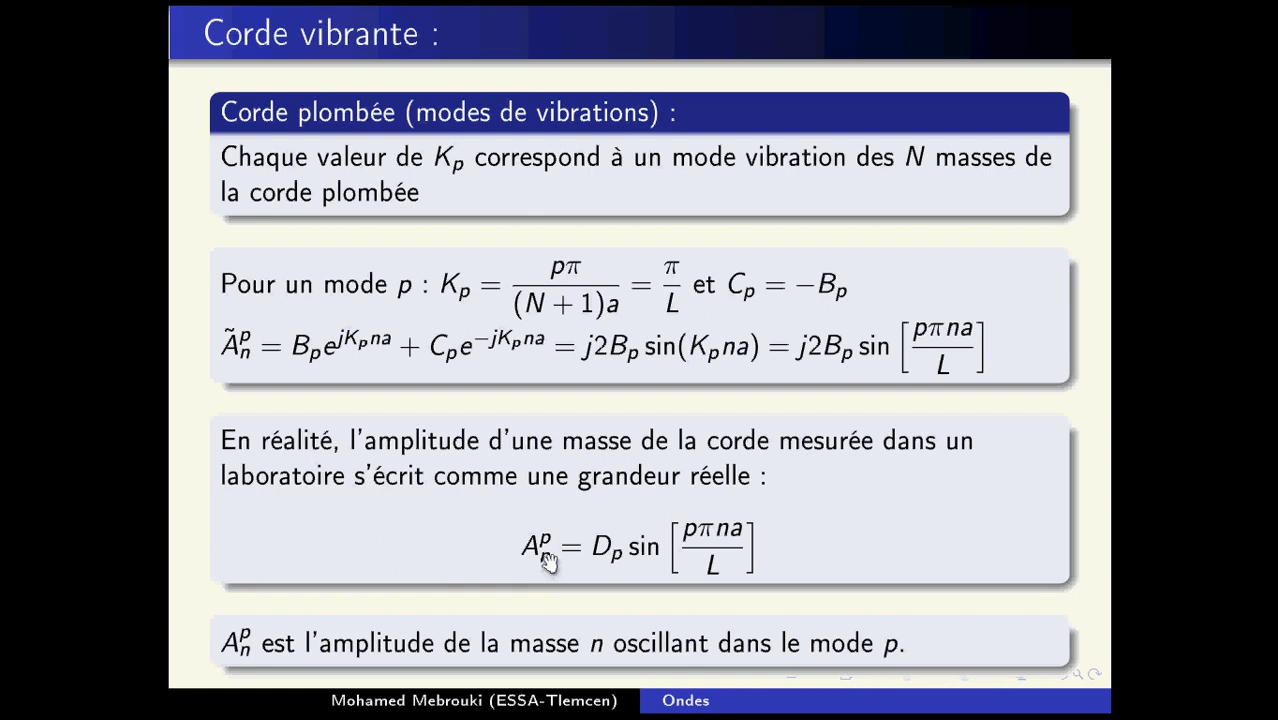 Corde vibrante :
Corde plombée (modes de vibrations) :
Chaque valeur de K_p correspond à un mode vibration des N masses de
la corde plombée
Pour un mode p : K_p = \frac{pπ}{(N + 1)a} = \frac{π}{L} et C_p = −B_p
Ã_n^p = B_p e^{jK_p na} + C_p e^{−jK_p na} = j2B_p sin(K_p na) = j2B_p sin [\frac{pπna}{L}]
En réalité, l'amplitude d'une masse de la corde mesurée dans un
laboratoire s'écrit comme une grandeur réelle :
A_n^p = D_p sin [\frac{pπna}{L}]
A_n^p est l'amplitude de la masse n oscillant dans le mode p.
Mohamed Mebrouki (ESSA-Tlemcen) Ondes